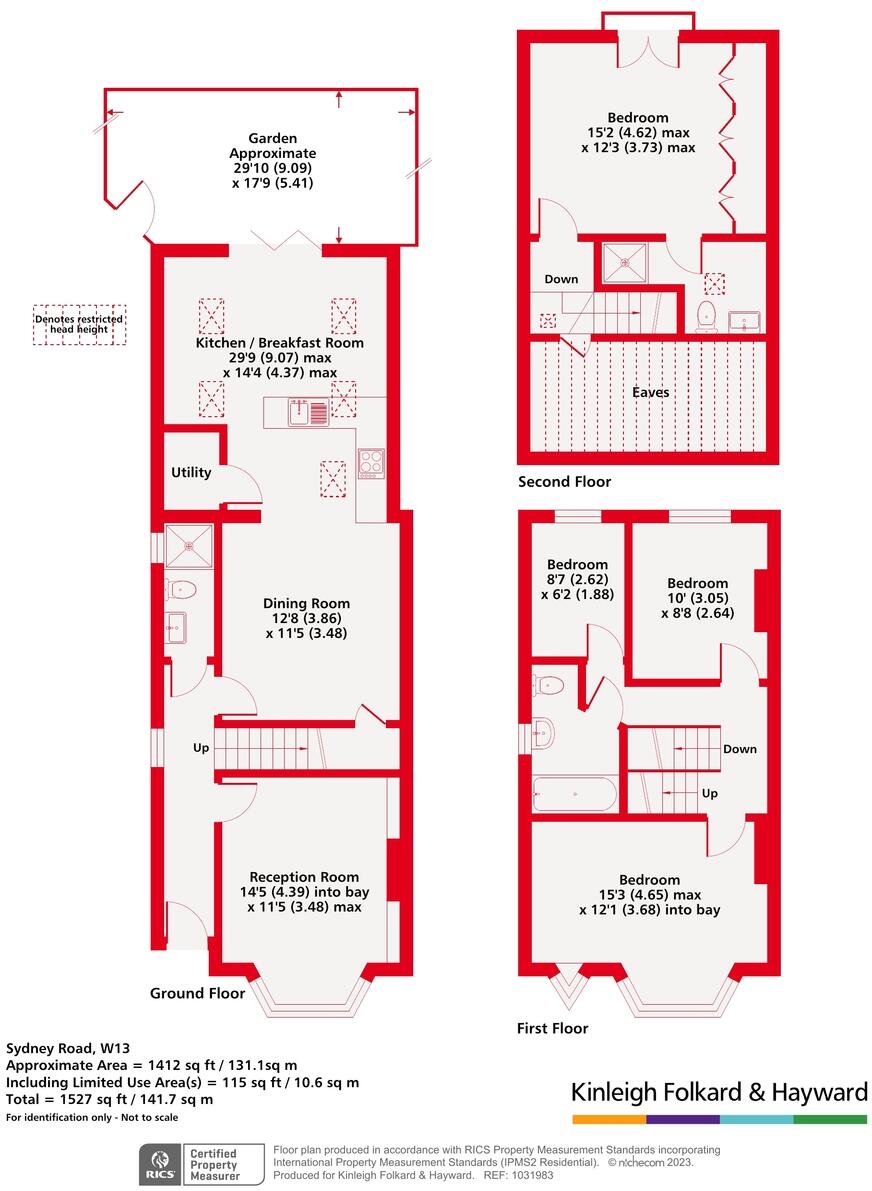 Garden
Approximate
29'10 (9.09)
x 17'9 (5.41)
Denotes restricted
head height
Kitchen / Breakfast Room
29'9 (9.07) max
x 14'4 (4.37) max
Utility
Dining Room
12'8 (3.86)
x 11'5 (3.48)
Up
Reception Room
14'5 (4.39) into bay
x 11'5 (3.48) max
Ground Floor
Bedroom
15'2 (4.62) max
x 12'3 (3.73) max
Down
Eaves
Second Floor
Bedroom
8'7 (2.62)
x 6'2 (1.88)
Bedroom
10' (3.05)
x 8'8 (2.64)
Down
Up
Bedroom
15'3 (4.65) max
x 12'1 (3.68) into bay
First Floor
Sydney Road, W13
Approximate Area = 1412 sq ft / 131.1sq m
Including Limited Use Area(s) = 115 sq ft / 10.6 sq m
Total = 1527 sq ft / 141.7 sq m
For identification only - Not to scale
Kinleigh Folkard & Hayward
RICS
Certified
Property
Measurer
Floor plan produced in accordance with RICS Property Measurement Standards incorporating
International Property Measurement Standards (IPMS2 Residential). © nichecom 2023.
Produced for Kinleigh Folkard & Hayward. REF: 1031983